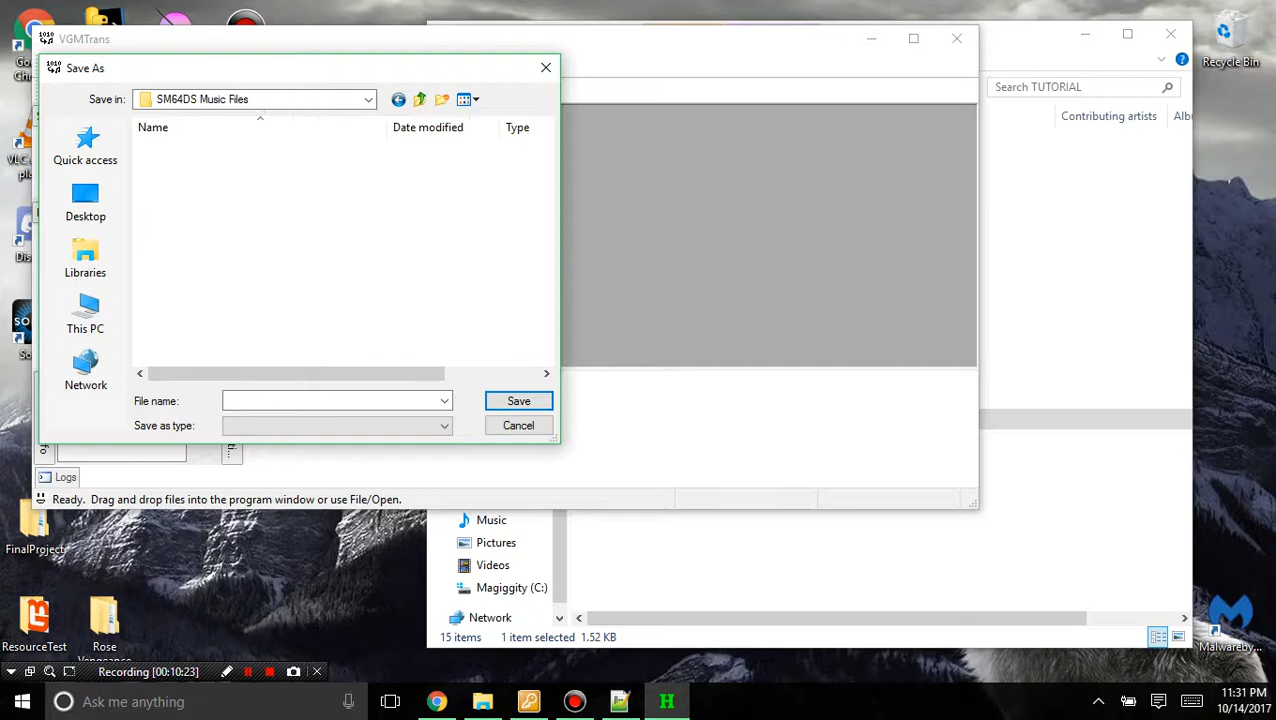 VGMTrans
Save As
Save in:
SM64DS Music Files
Name
Date modified
Type
Quick access
Desktop
Libraries
This PC
Network
File name:
Save
Save as type:
Cancel
Logs
Ready. Drag and drop files into the program window or use File/Open.
Search TUTORIAL
Contributing artists
Recycle Bin
Music
Pictures
Videos
Magiggity (C:)
Network
15 items
1 item selected 1.52 KB
FinalProject
ResourceTest
Rose
Vengeance
Malwareby...
Recording [00:10:23]
Ask me anything
11:31 PM
10/14/2017